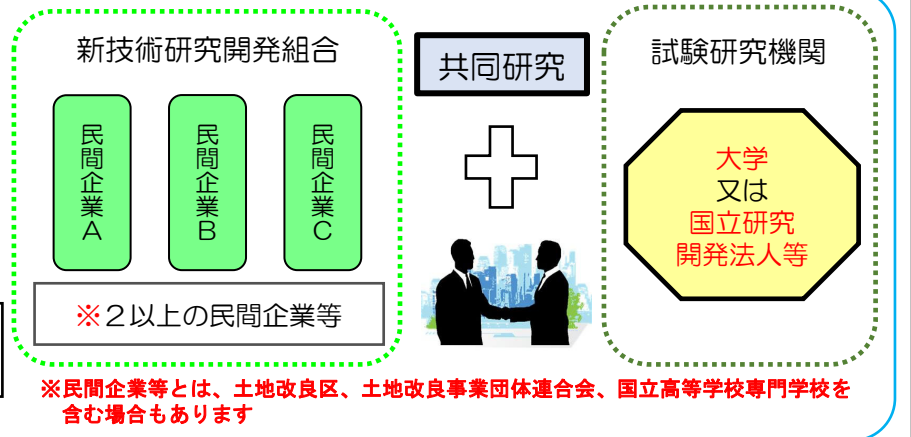 新技術研究開発組合
民間企業A
民間企業B
民間企業C
※２以上の民間企業等
共同研究
試験研究機関
大学
又は
国立研究
開発法人等
※民間企業等とは、土地改良区、土地改良事業団体連合会、国立高等学校専門学校を
含む場合もあります